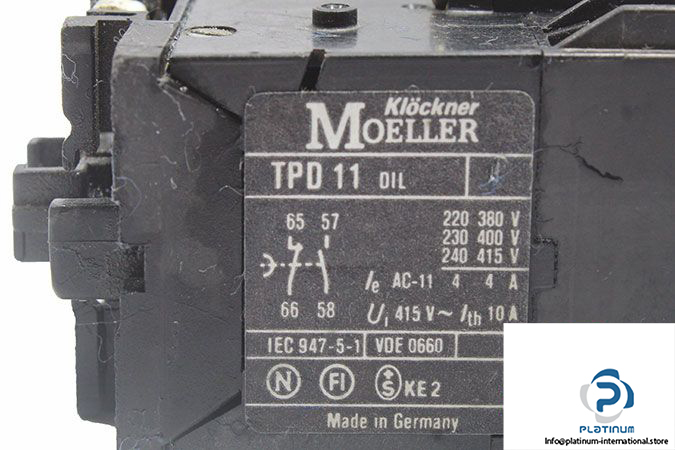 Klöckner
MOELLER
TPD 11 DIL
65 57
220 380 V
230 400 V
240 415 V
Ie AC-11 4 4 A
66 58
Ui 415 V~ Ith 10 A
IEC 947-5-1 VDE 0660
N FI S KE 2
Made in Germany
PLATINUM
Info@platinum-international.store